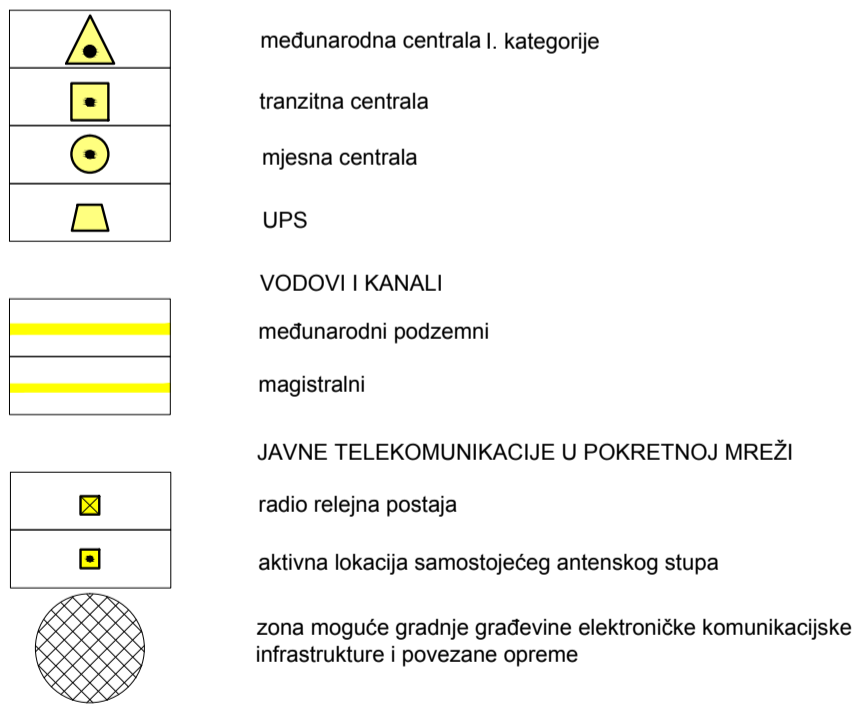 međunarodna centrala I. kategorije
tranzitna centrala
mjesna centrala
UPS
VODOVI I KANALI
međunarodni podzemni
magistralni
JAVNE TELEKOMUNIKACIJE U POKRETNOJ MREŽI
radio relejna postaja
aktivna lokacija samostojećeg antenskog stupa
zona moguće gradnje građevine elektroničke komunikacijske
infrastrukture i povezane opreme